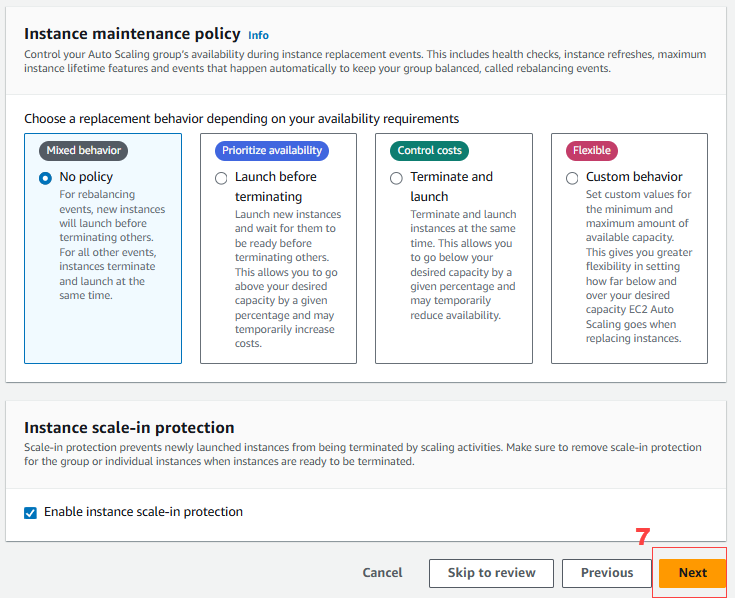 Instance maintenance policy Info
Control your Auto Scaling group's availability during instance replacement events. This includes health checks, instance refreshes, maximum
instance lifetime features and events that happen automatically to keep your group balanced, called rebalancing events.
Choose a replacement behavior depending on your availability requirements
Mixed behavior
No policy
For rebalancing
events, new instances
will launch before
terminating others.
For all other events,
instances terminate
and launch at the
same time.
Prioritize availability
Launch before
terminating
Launch new instances
and wait for them to
be ready before
terminating others.
This allows you to go
above your desired
capacity by a given
percentage and may
temporarily increase
costs.
Control costs
Terminate and
launch
Terminate and launch
instances at the same
time. This allows you
to go below your
desired capacity by a
given percentage and
may temporarily
reduce availability.
Flexible
Custom behavior
Set custom values for
the minimum and
maximum amount of
available capacity.
This gives you greater
flexibility in setting
how far below and
over your desired
capacity EC2 Auto
Scaling goes when
replacing instances.
Instance scale-in protection
Scale-in protection prevents newly launched instances from being terminated by scaling activities. Make sure to remove scale-in protection
for the group or individual instances when instances are ready to be terminated.
Enable instance scale-in protection
7
Cancel Skip to review Previous Next